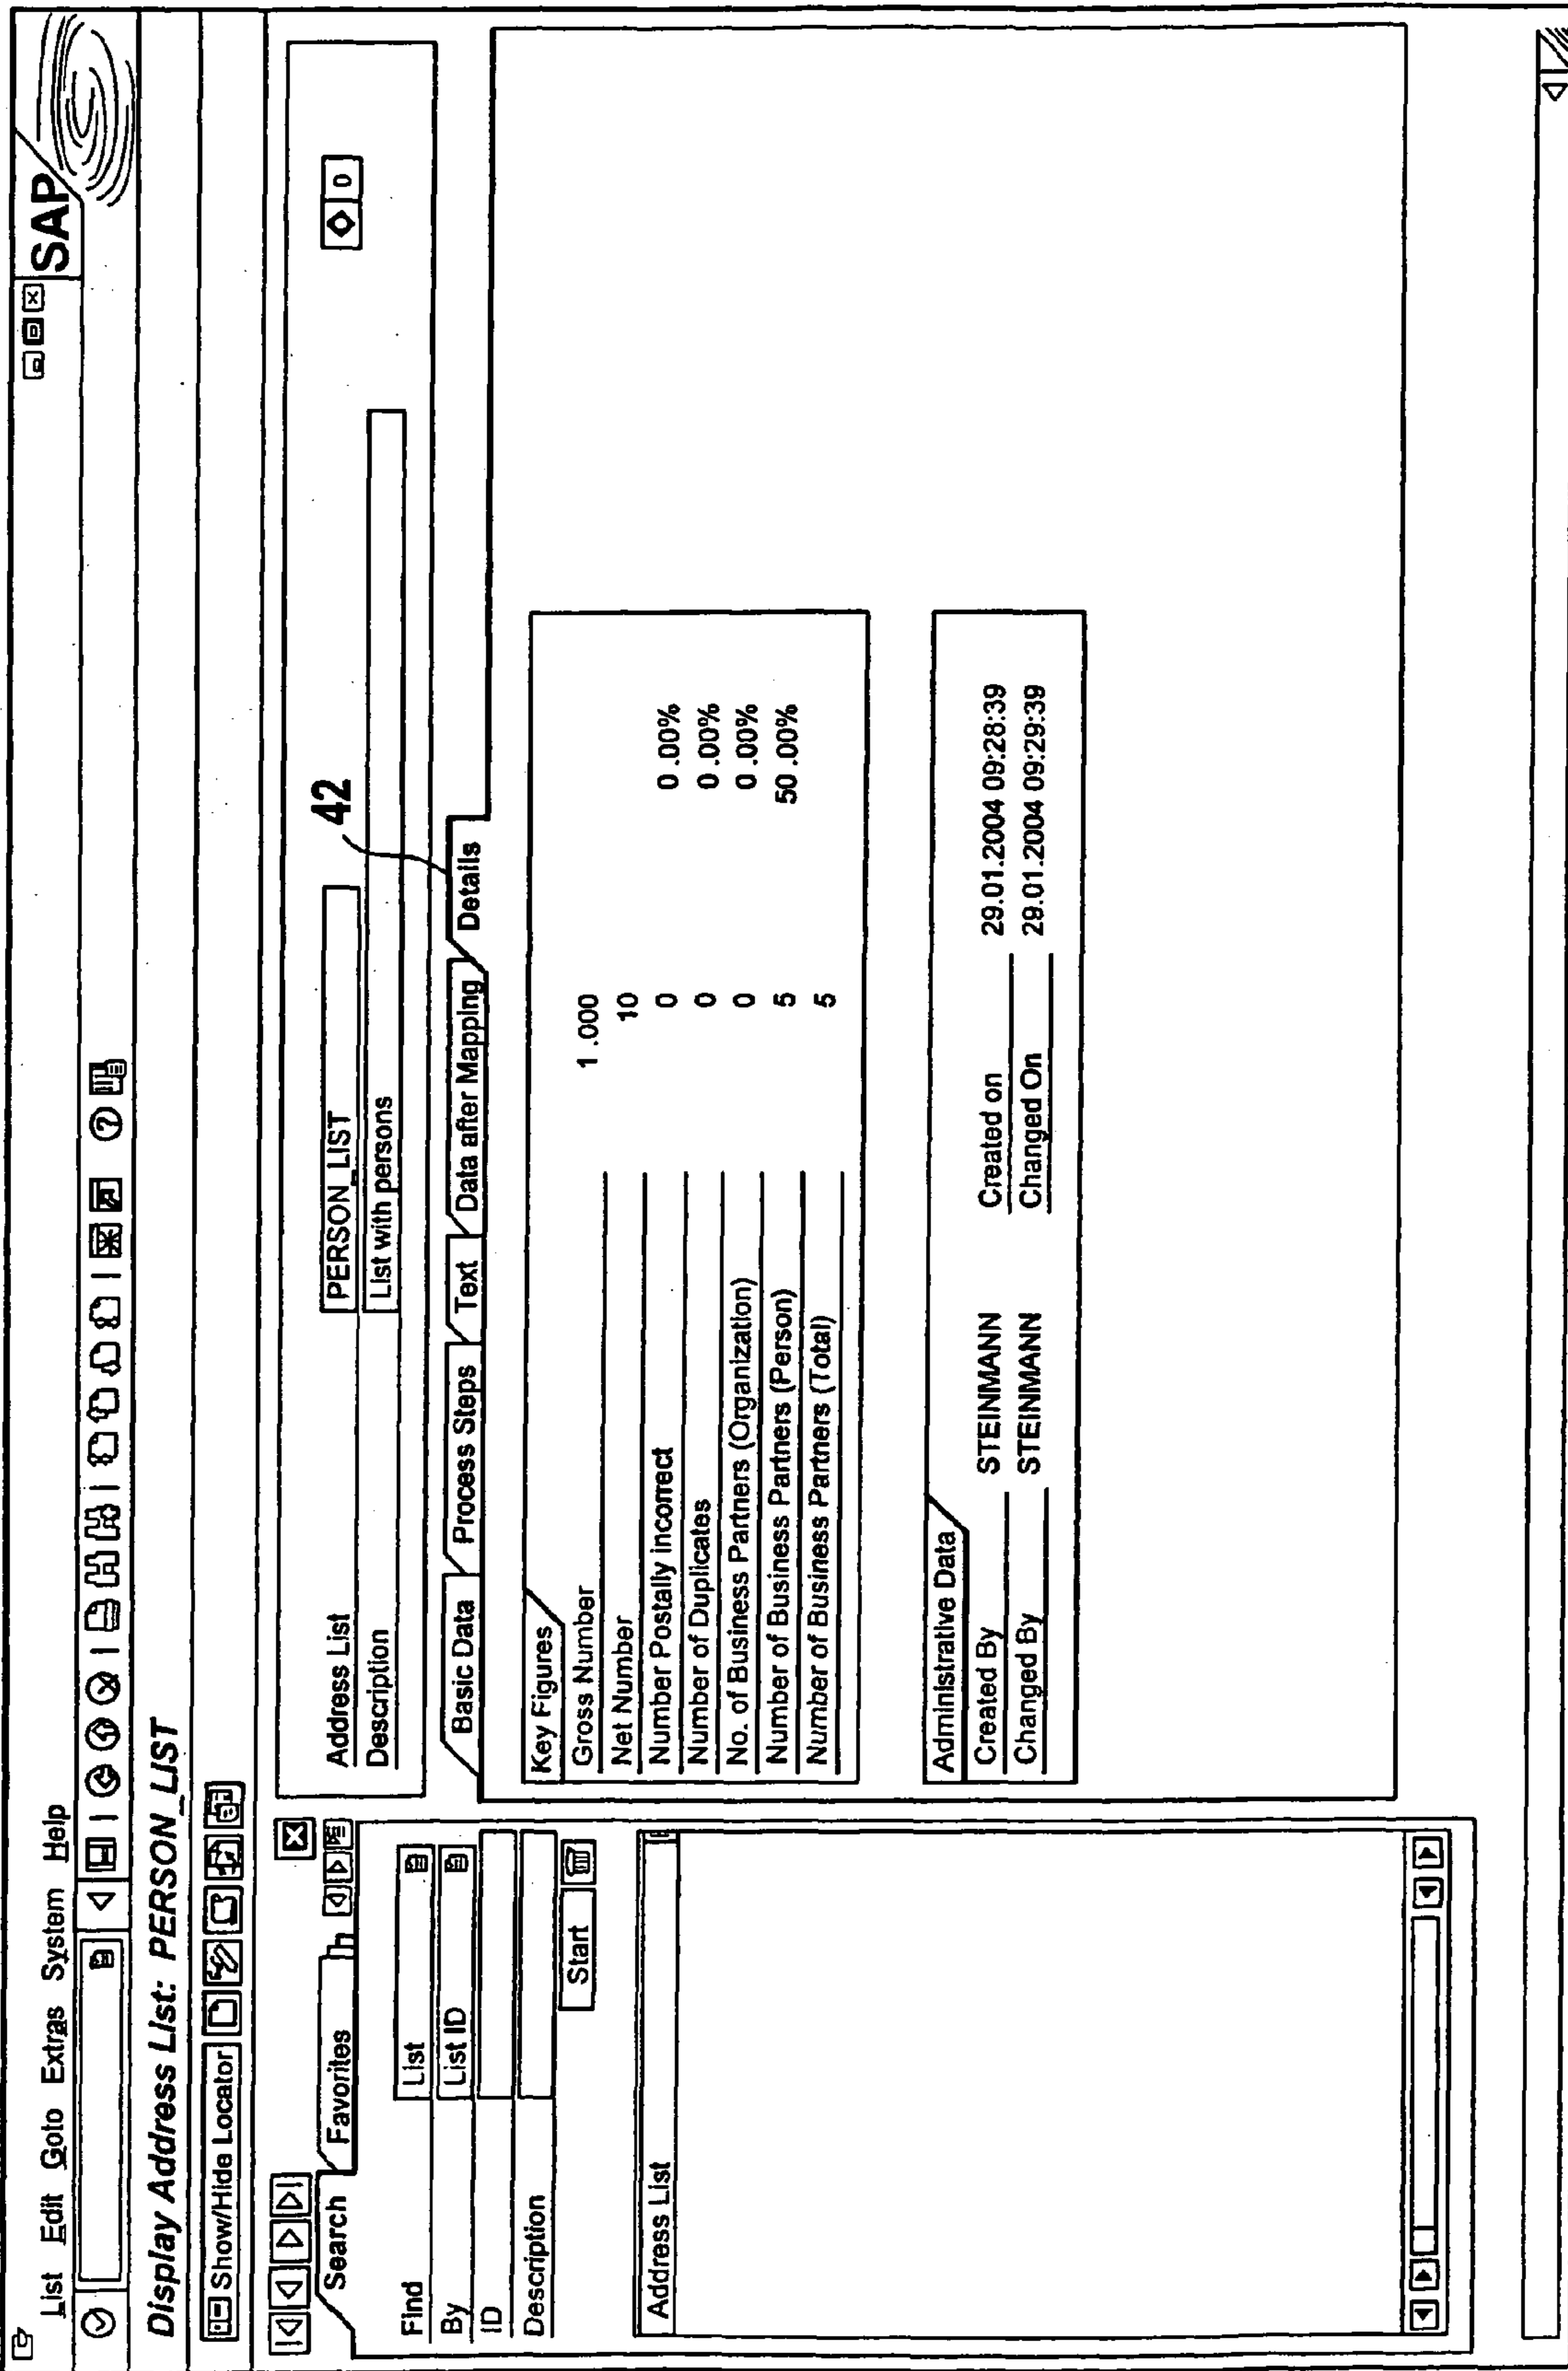 SAP
List Edit Goto Extras System Help
Display Address List: PERSON_LIST
Show/Hide Locator
Search Favorites
Find List
By List ID
ID
Description
Start
Address List
Address List PERSON_LIST 0
Description List with persons
42
Basic Data Process Steps Text Data after Mapping Details
Key Figures
Gross Number 1.000
Net Number 10
Number Postally incorrect 0 0.00%
Number of Duplicates 0 0.00%
No. of Business Partners (Organization) 0 0.00%
Number of Business Partners (Person) 5 50.00%
Number of Business Partners (Total) 5
Administrative Data
Created By STEINMANN Created on 29.01.2004 09:28:39
Changed By STEINMANN Changed On 29.01.2004 09:29:39